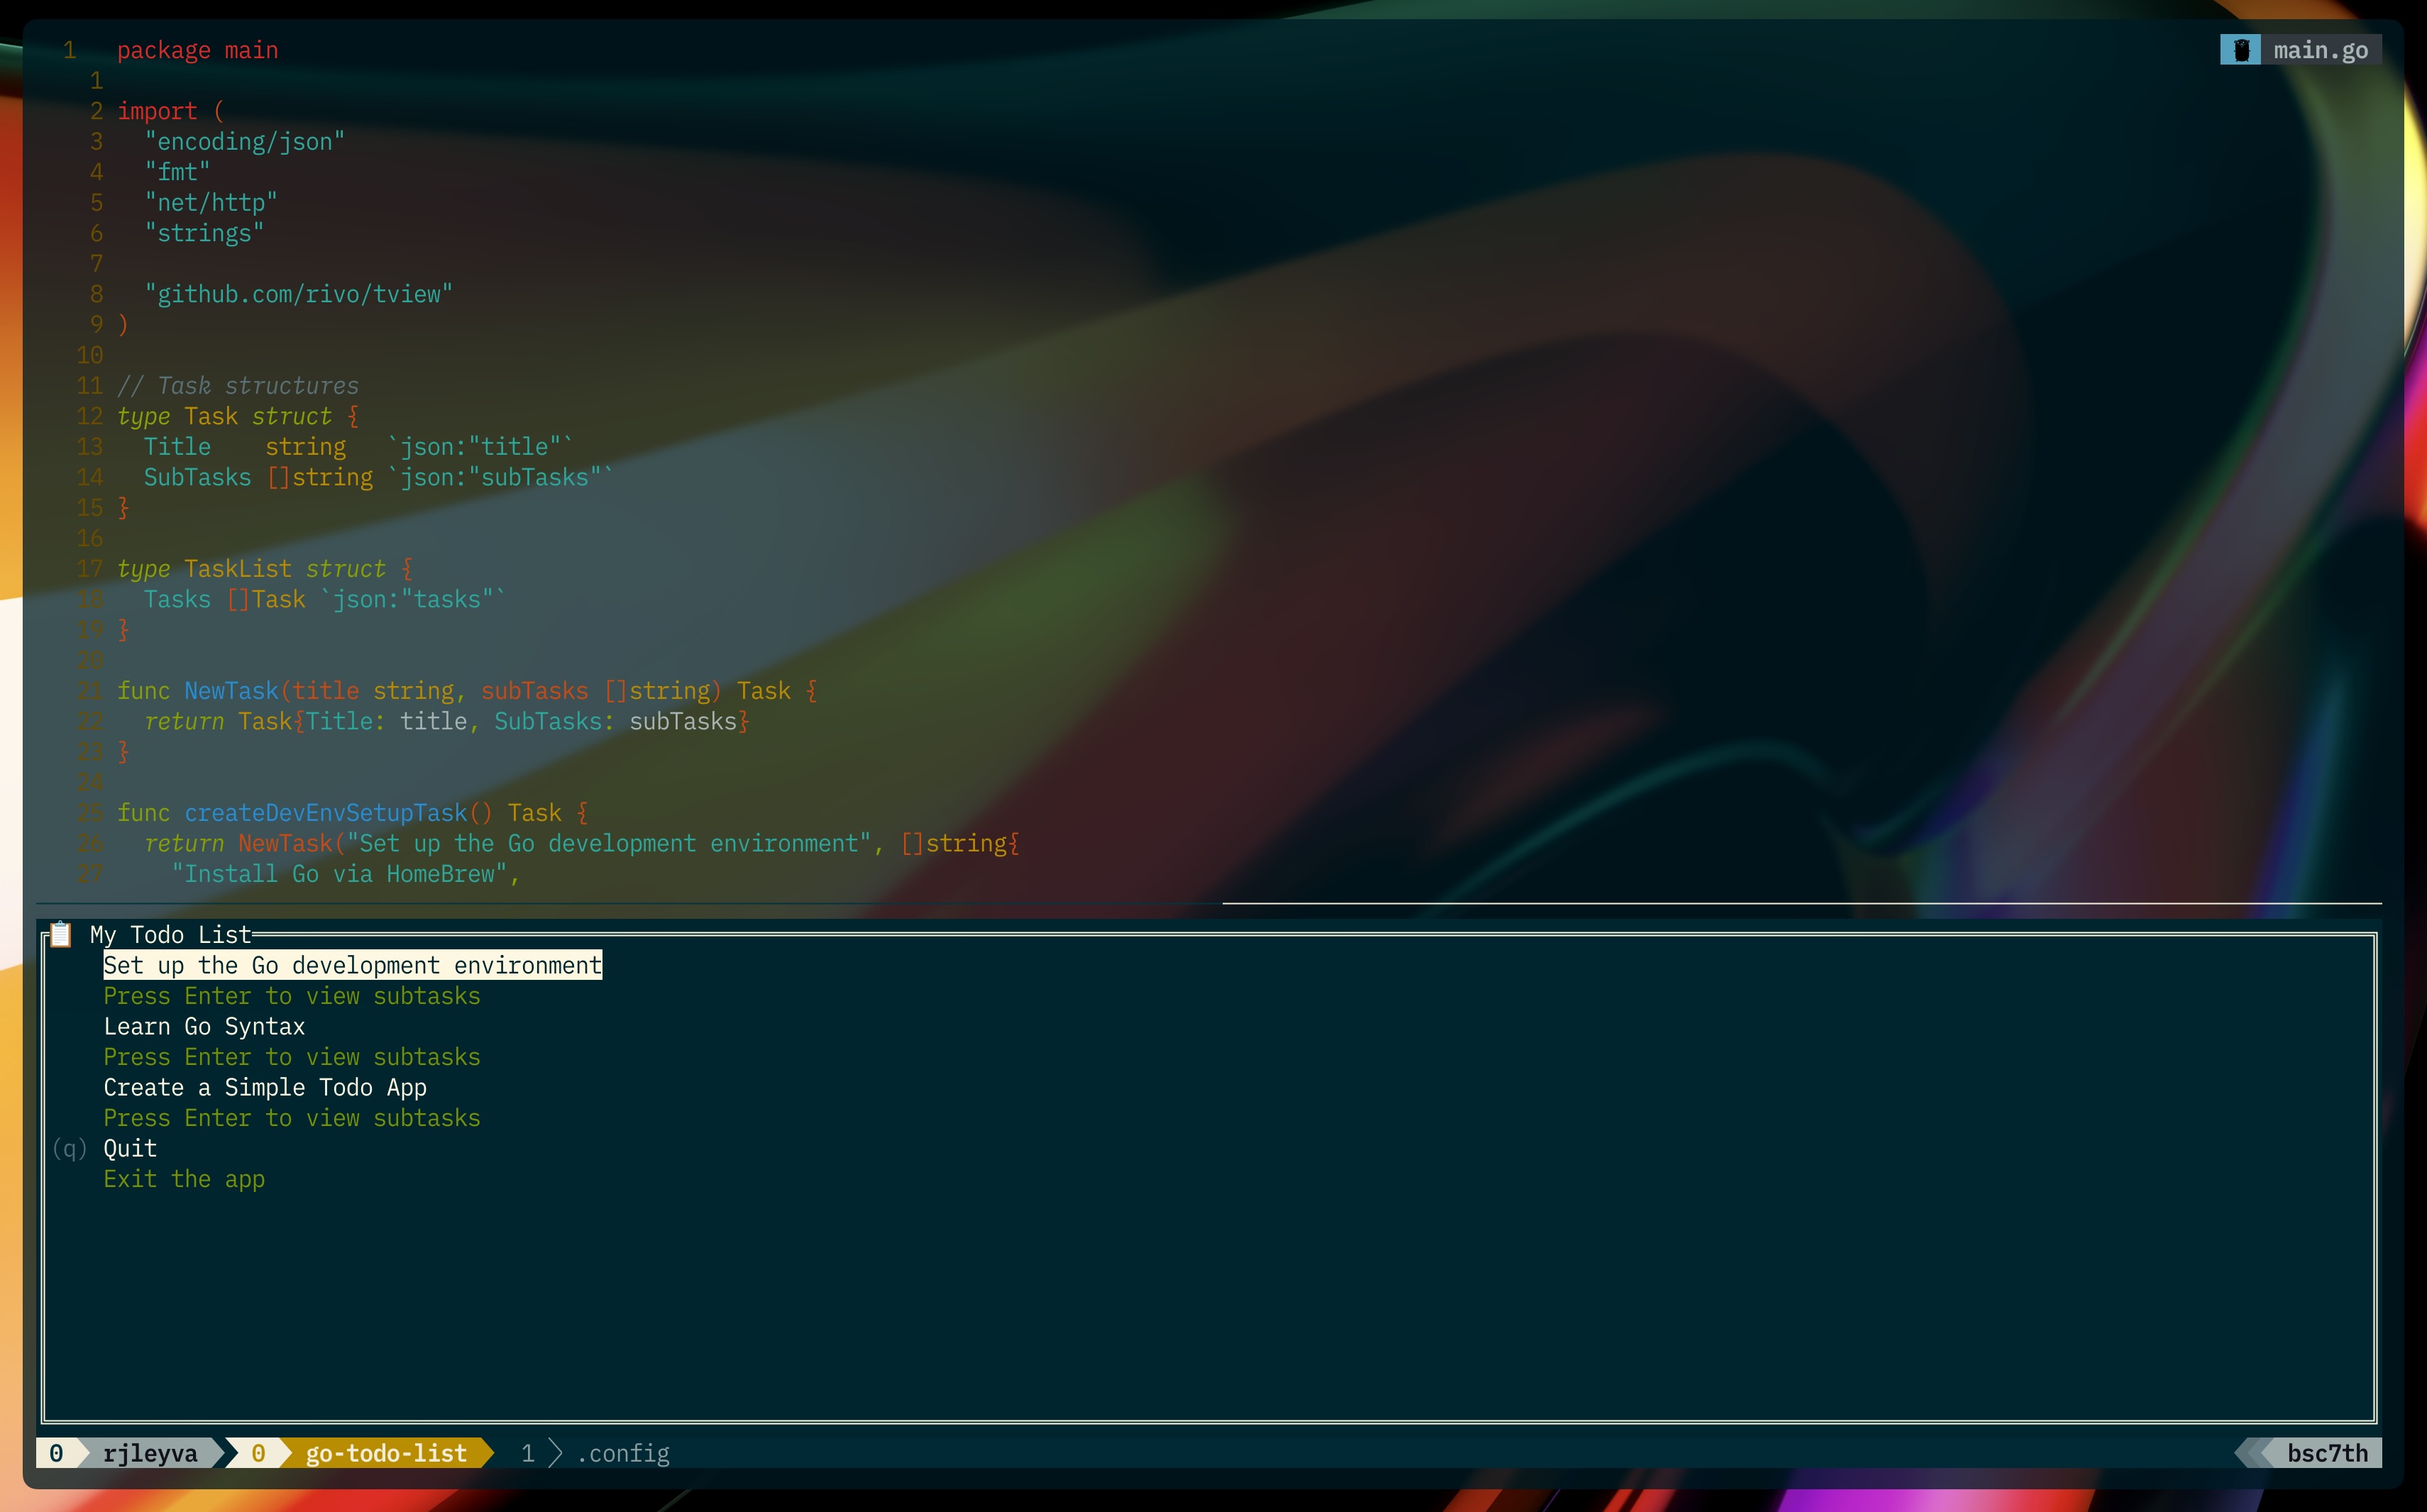 1   package main
main.go
  1
  2 import (
  3   "encoding/json"
  4   "fmt"
  5   "net/http"
  6   "strings"
  7
  8   "github.com/rivo/tview"
  9 )
 10
 11 // Task structures
 12 type Task struct {
 13   Title    string   `json:"title"`
 14   SubTasks []string `json:"subTasks"`
 15 }
 16
 17 type TaskList struct {
 18   Tasks []Task `json:"tasks"`
 19 }
 20
 21 func NewTask(title string, subTasks []string) Task {
 22   return Task{Title: title, SubTasks: subTasks}
 23 }
 24
 25 func createDevEnvSetupTask() Task {
 26   return NewTask("Set up the Go development environment", []string{
 27     "Install Go via HomeBrew",
📋 My Todo List
Set up the Go development environment
Press Enter to view subtasks
Learn Go Syntax
Press Enter to view subtasks
Create a Simple Todo App
Press Enter to view subtasks
(q) Quit
Exit the app
0 rjleyva 0 go-todo-list 1 .config bsc7th